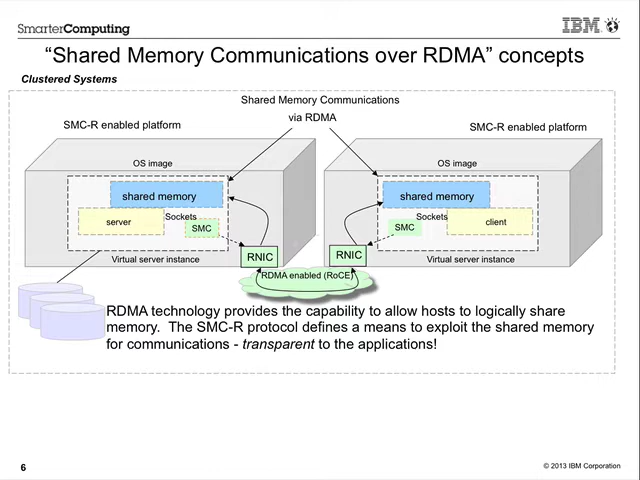 SmarterComputing
IBM
“Shared Memory Communications over RDMA” concepts
Clustered Systems
Shared Memory Communications
via RDMA
SMC-R enabled platform
SMC-R enabled platform
OS image
OS image
shared memory
shared memory
server
Sockets
SMC
Sockets
SMC
client
Virtual server instance
RNIC
RNIC
Virtual server instance
RDMA enabled (RoCE)
RDMA technology provides the capability to allow hosts to logically share
memory. The SMC-R protocol defines a means to exploit the shared memory
for communications - transparent to the applications!
6
© 2013 IBM Corporation